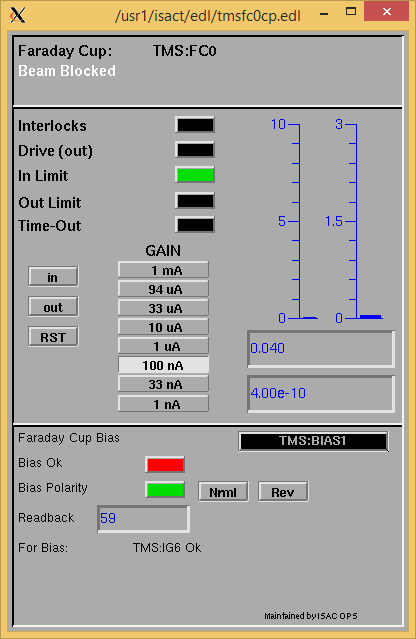 /usr1/isact/edl/tmsfc0cp.edl
Faraday Cup: TMS:FC0
Beam Blocked
Interlocks
Drive (out)
In Limit
Out Limit
Time-Out
10
5
0
3
1.5
0
GAIN
1 mA
94 uA
33 uA
10 uA
1 uA
100 nA
33 nA
1 nA
in
out
RST
0.040
4.00e-10
Faraday Cup Bias TMS:BIAS1
Bias Ok
Bias Polarity Nrml Rev
Readback 59
For Bias: TMS:IG6 Ok
Maintained by ISAC OPS